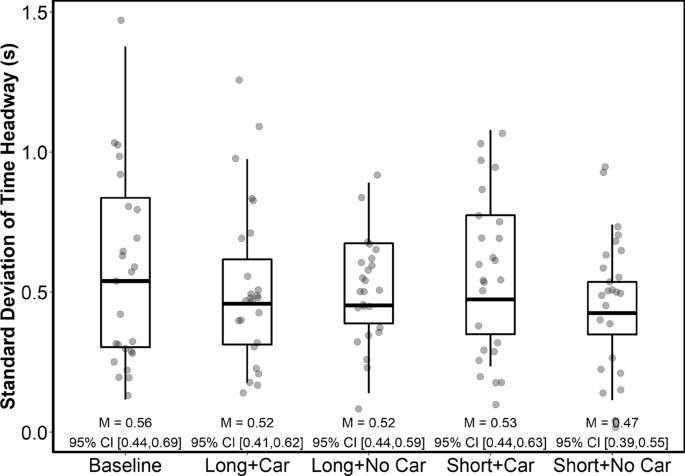 Standard Deviation of Time Headway (s)
1.5
1.0
0.5
0.0
M = 0.56
M = 0.52
M = 0.52
M = 0.53
M = 0.47
95% CI [0.44,0.69]
95% CI [0.41,0.62]
95% CI [0.44,0.59]
95% CI [0.44,0.63]
95% CI [0.39,0.55]
Baseline
Long+Car
Long+No Car
Short+Car
Short+No Car